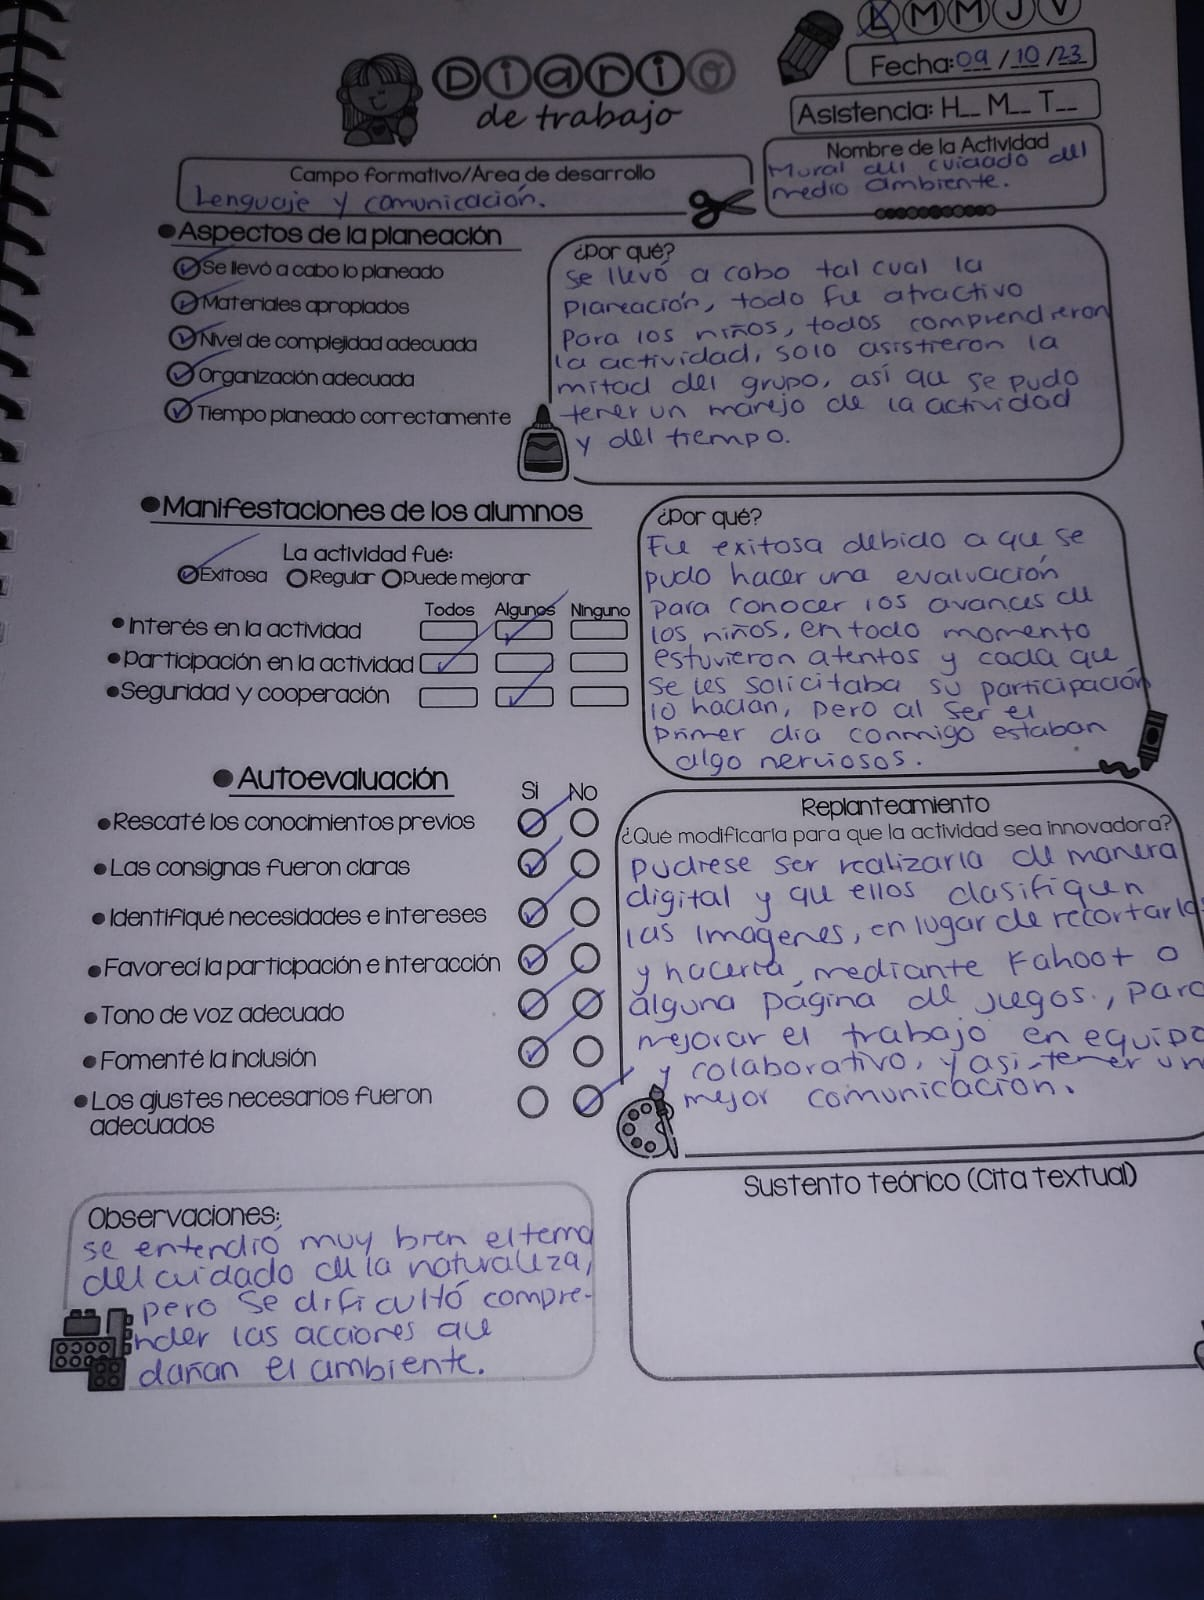 L M M J V
Diario
de trabajo
Fecha: 09 / 10 / 23
Asistencia: H__ M__ T__
Campo formativo/Área de desarrollo
Lenguaje y comunicación.
Nombre de la Actividad
Mural del cuidado del
medio ambiente.
Aspectos de la planeación
Se llevó a cabo lo planeado
Materiales apropiados
Nivel de complejidad adecuada
Organización adecuada
Tiempo planeado correctamente
¿Por qué?
se llevó a cabo tal cual la
planeación, todo fue atractivo
para los niños, todos comprendieron
la actividad, solo asistieron la
mitad del grupo, así que se pudo
tener un manejo de la actividad
y del tiempo.
Manifestaciones de los alumnos
La actividad fué:
Exitosa Regular Puede mejorar
Todos Algunos Ninguno
Interés en la actividad
Participación en la actividad
Seguridad y cooperación
¿Por qué?
Fue exitosa debido a que se
pudo hacer una evaluación
para conocer los avances de
los niños, en todo momento
estuvieron atentos y cada que
se les solicitaba su participación
lo hacían, pero al ser el
primer día conmigo estaban
algo nerviosos.
Autoevaluación
Si No
Rescaté los conocimientos previos
Las consignas fueron claras
Identifiqué necesidades e intereses
Favorecí la participación e interacción
Tono de voz adecuado
Fomenté la inclusión
Los ajustes necesarios fueron
adecuados
Replanteamiento
¿Qué modificaría para que la actividad sea innovadora?
pudiese ser realizarla de manera
digital y que ellos clasifiquen
las imágenes, en lugar de recortarlas
y hacerla, mediante Kahoot o
alguna página de juegos., para
mejorar el trabajo en equipo
y colaborativo, y así tener un
mejor comunicación.
Observaciones:
se entendió muy bien el tema
del cuidado de la naturaleza,
pero se dificultó compre-
nder las acciones que
dañan el ambiente.
Sustento teórico (Cita textual)